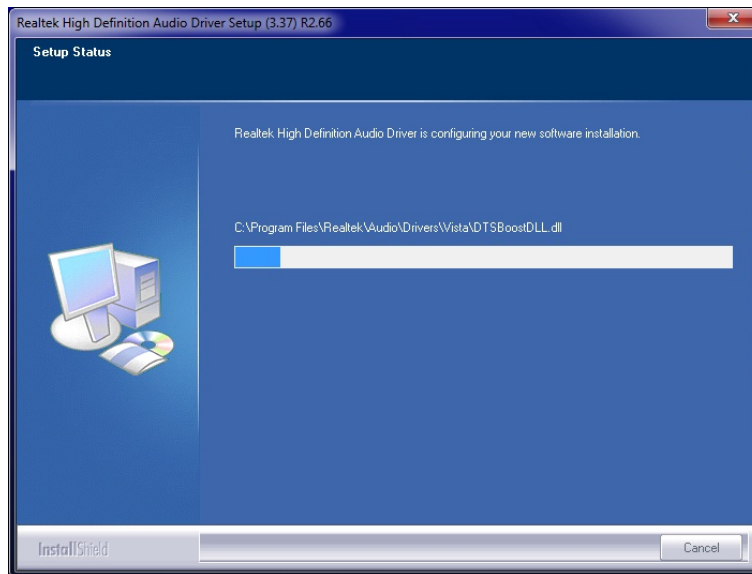 Realtek High Definition Audio Driver Setup (3.37) R2.66
Setup Status
Realtek High Definition Audio Driver is configuring your new software installation.
C:\Program Files\Realtek\Audio\Drivers\Vista\DTSBoostDLL.dll
InstallShield
Cancel